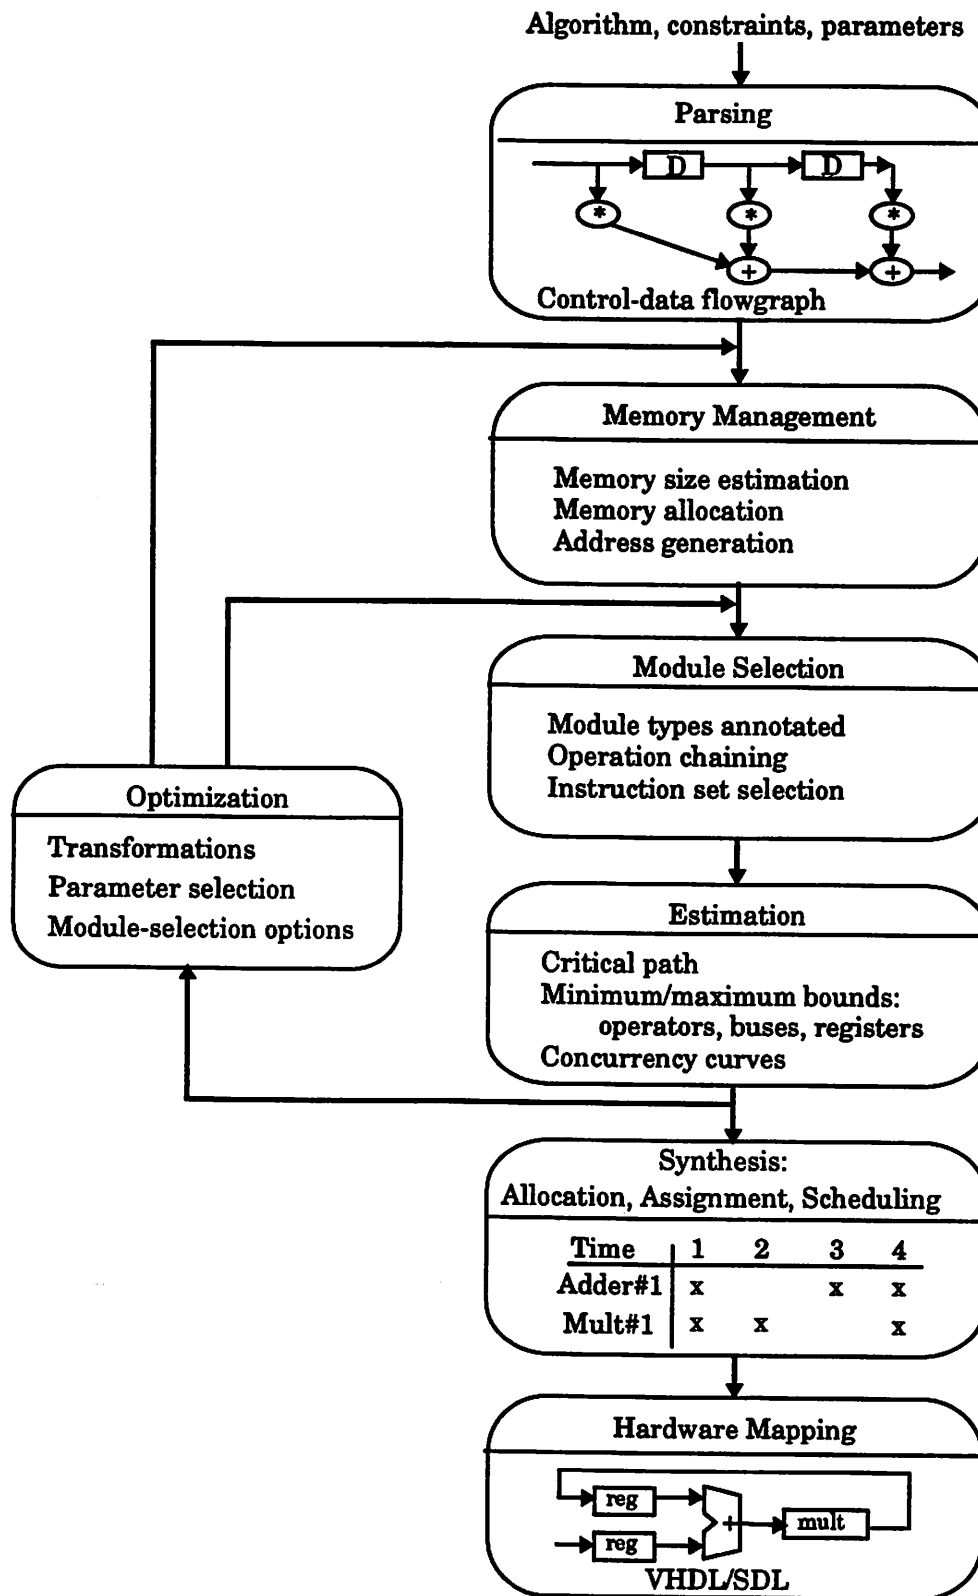 Algorithm, constraints, parameters
Parsing
D D
* * *
+ +
Control-data flowgraph
Memory Management
Memory size estimation
Memory allocation
Address generation
Module Selection
Module types annotated
Operation chaining
Instruction set selection
Optimization
Transformations
Parameter selection
Module-selection options
Estimation
Critical path
Minimum/maximum bounds:
operators, buses, registers
Concurrency curves
Synthesis:
Allocation, Assignment, Scheduling
Time 1 2 3 4
Adder#1 x x x
Mult#1 x x x
Hardware Mapping
reg
+ mult
reg
VHDL/SDL